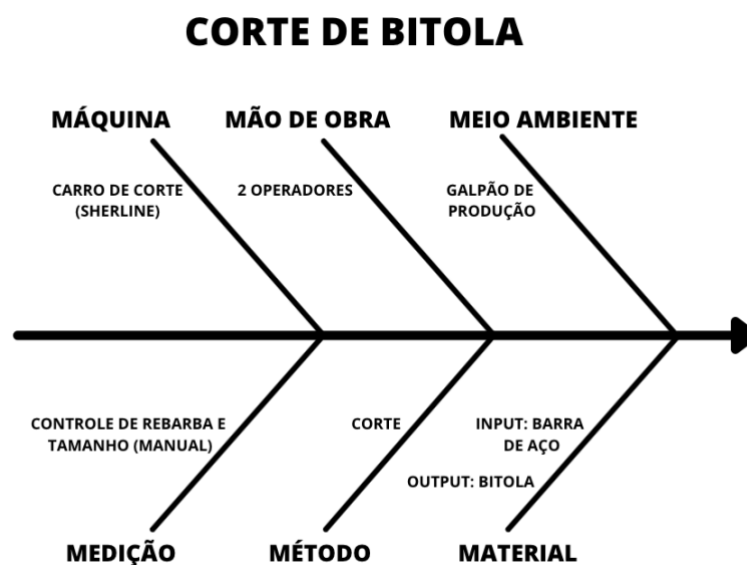 CORTE DE BITOLA
MÁQUINA
MÃO DE OBRA
MEIO AMBIENTE
CARRO DE CORTE
(SHERLINE)
2 OPERADORES
GALPÃO DE
PRODUÇÃO
CONTROLE DE REBARBA E
TAMANHO (MANUAL)
CORTE
INPUT: BARRA
DE AÇO
OUTPUT: BITOLA
MEDIÇÃO
MÉTODO
MATERIAL